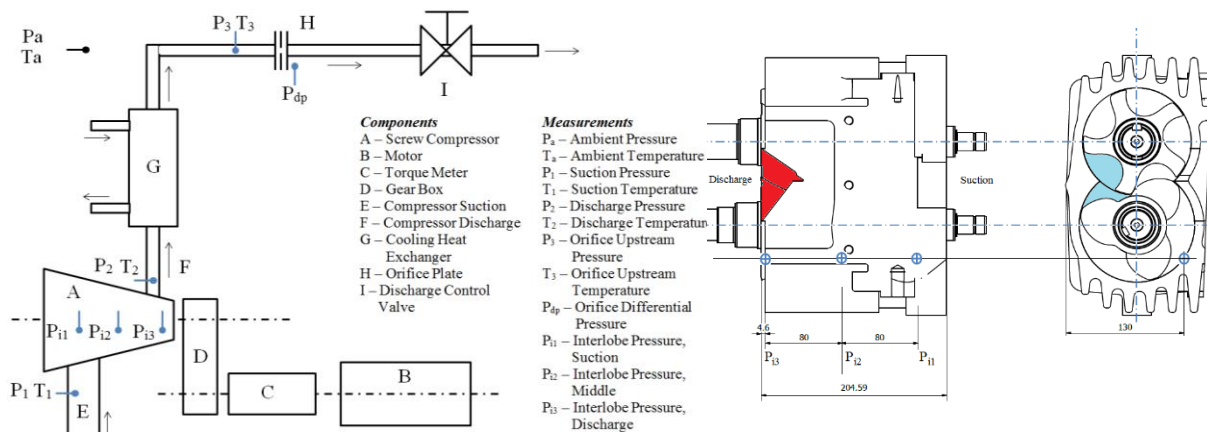 Pa
Ta
P3 T3
H
Pdp
I
G
P2 T2
F
A
Pi1 Pi2 Pi3
D
C
B
P1 T1
E
Components
A – Screw Compressor
B – Motor
C – Torque Meter
D – Gear Box
E – Compressor Suction
F – Compressor Discharge
G – Cooling Heat
Exchanger
H – Orifice Plate
I – Discharge Control
Valve
Measurements
Pa – Ambient Pressure
Ta – Ambient Temperature
P1 – Suction Pressure
T1 – Suction Temperature
P2 – Discharge Pressure
T2 – Discharge Temperatur
P3 – Orifice Upstream
Pressure
T3 – Orifice Upstream
Temperature
Pdp – Orifice Differential
Pressure
Pi1 – Interlobe Pressure,
Suction
Pi2 – Interlobe Pressure,
Middle
Pi3 – Interlobe Pressure,
Discharge
Discharge
Suction
4.6
80
80
Pi3
Pi2
Pi1
204.59
130